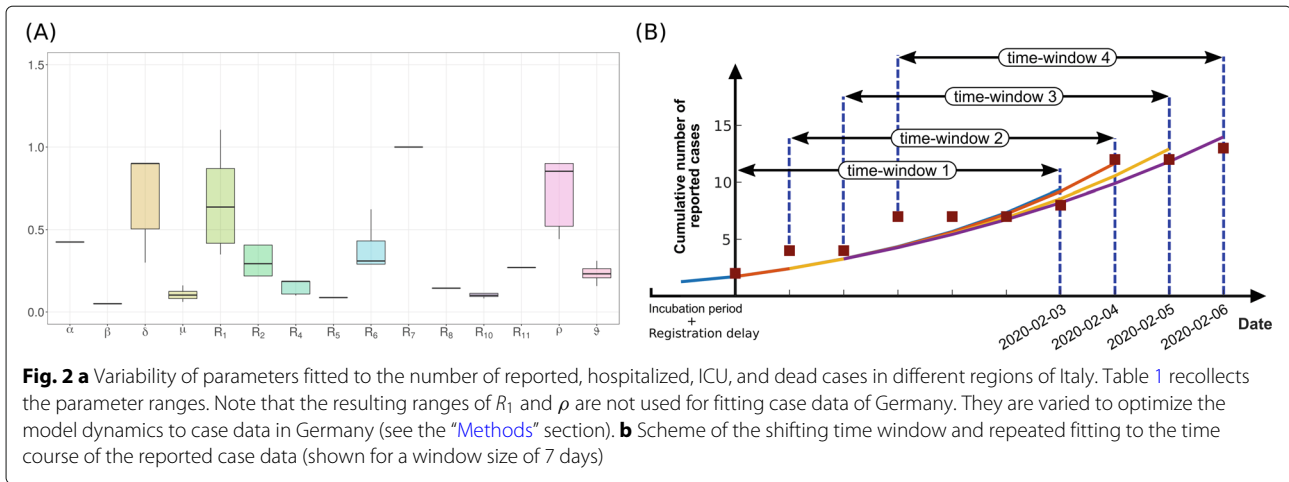 (A)
1.5
1.0
0.5
0.0
α
β
δ
μ
R1
R2
R4
R5
R6
R7
R8
R10
R11
ρ
ϑ
(B)
time-window 4
time-window 3
time-window 2
time-window 1
Cumulative number of
reported cases
15
10
5
Incubation period
+
Registration delay
2020-02-03
2020-02-04
2020-02-05
2020-02-06
Date
Fig. 2 a Variability of parameters fitted to the number of reported, hospitalized, ICU, and dead cases in different regions of Italy. Table 1 recollects
the parameter ranges. Note that the resulting ranges of R1 and ρ are not used for fitting case data of Germany. They are varied to optimize the
model dynamics to case data in Germany (see the “Methods” section). b Scheme of the shifting time window and repeated fitting to the time
course of the reported case data (shown for a window size of 7 days)